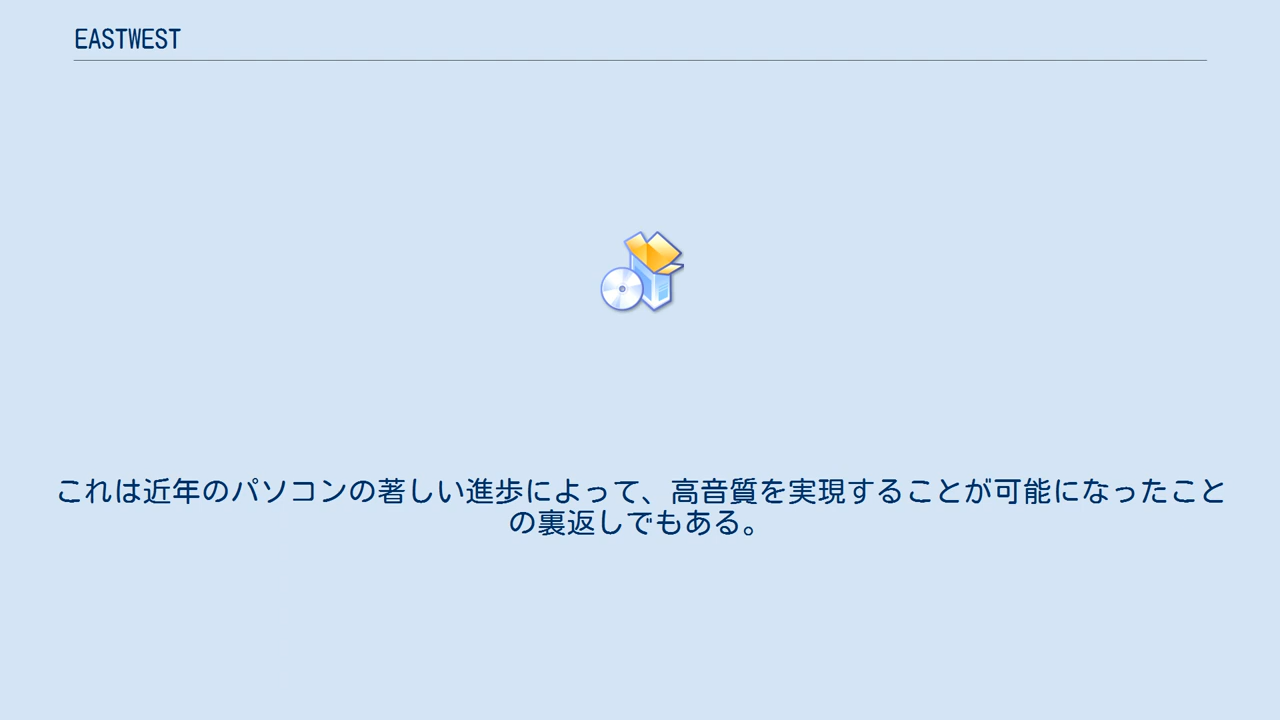 EASTWEST
これは近年のパソコンの著しい進歩によって、高音質を実現することが可能になったこと
の裏返しでもある。